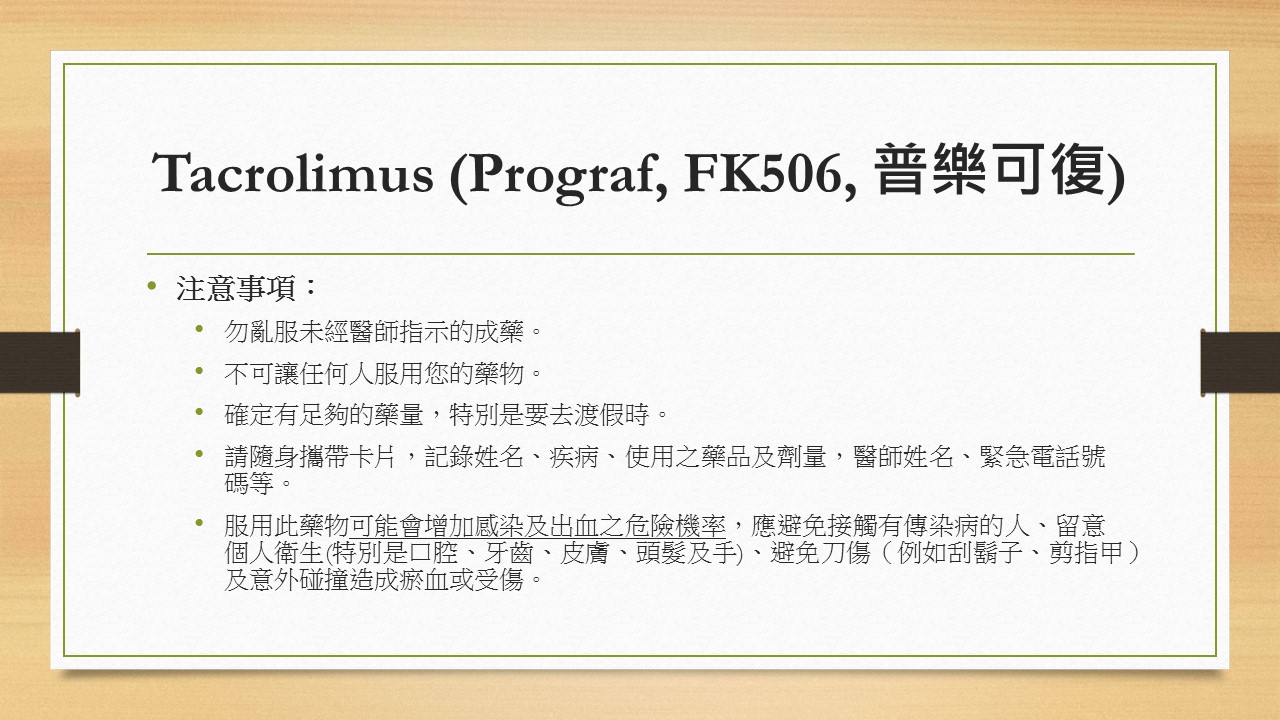 Tacrolimus (Prograf, FK506, 普樂可復)
• 注意事項：
• 勿亂服未經醫師指示的成藥。
• 不可讓任何人服用您的藥物。
• 確定有足夠的藥量，特別是要去渡假時。
• 請隨身攜帶卡片，記錄姓名、疾病、使用之藥品及劑量，醫師姓名、緊急電話號
碼等。
• 服用此藥物可能會增加感染及出血之危險機率，應避免接觸有傳染病的人、留意
個人衛生(特別是口腔、牙齒、皮膚、頭髮及手)、避免刀傷（例如刮鬍子、剪指甲）
及意外碰撞造成瘀血或受傷。